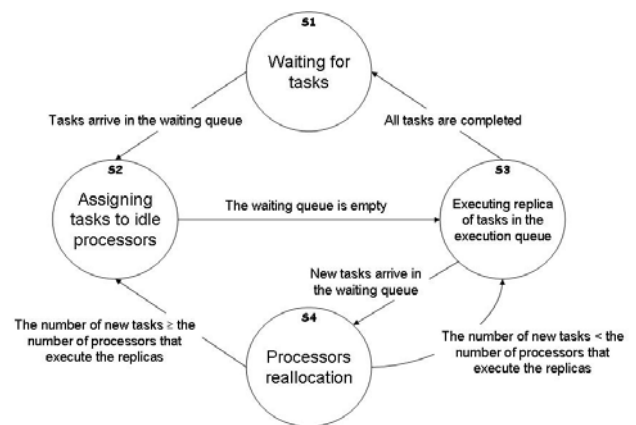 S1
Waiting for
tasks
Tasks arrive in the waiting queue
All tasks are completed
S2
Assigning
tasks to idle
processors
The waiting queue is empty
S3
Executing replica
of tasks in the
execution queue
New tasks arrive
in the waiting queue
The number of new tasks ≥ the
number of processors that
execute the replicas
S4
Processors
reallocation
The number of new tasks < the
number of processors that
execute the replicas